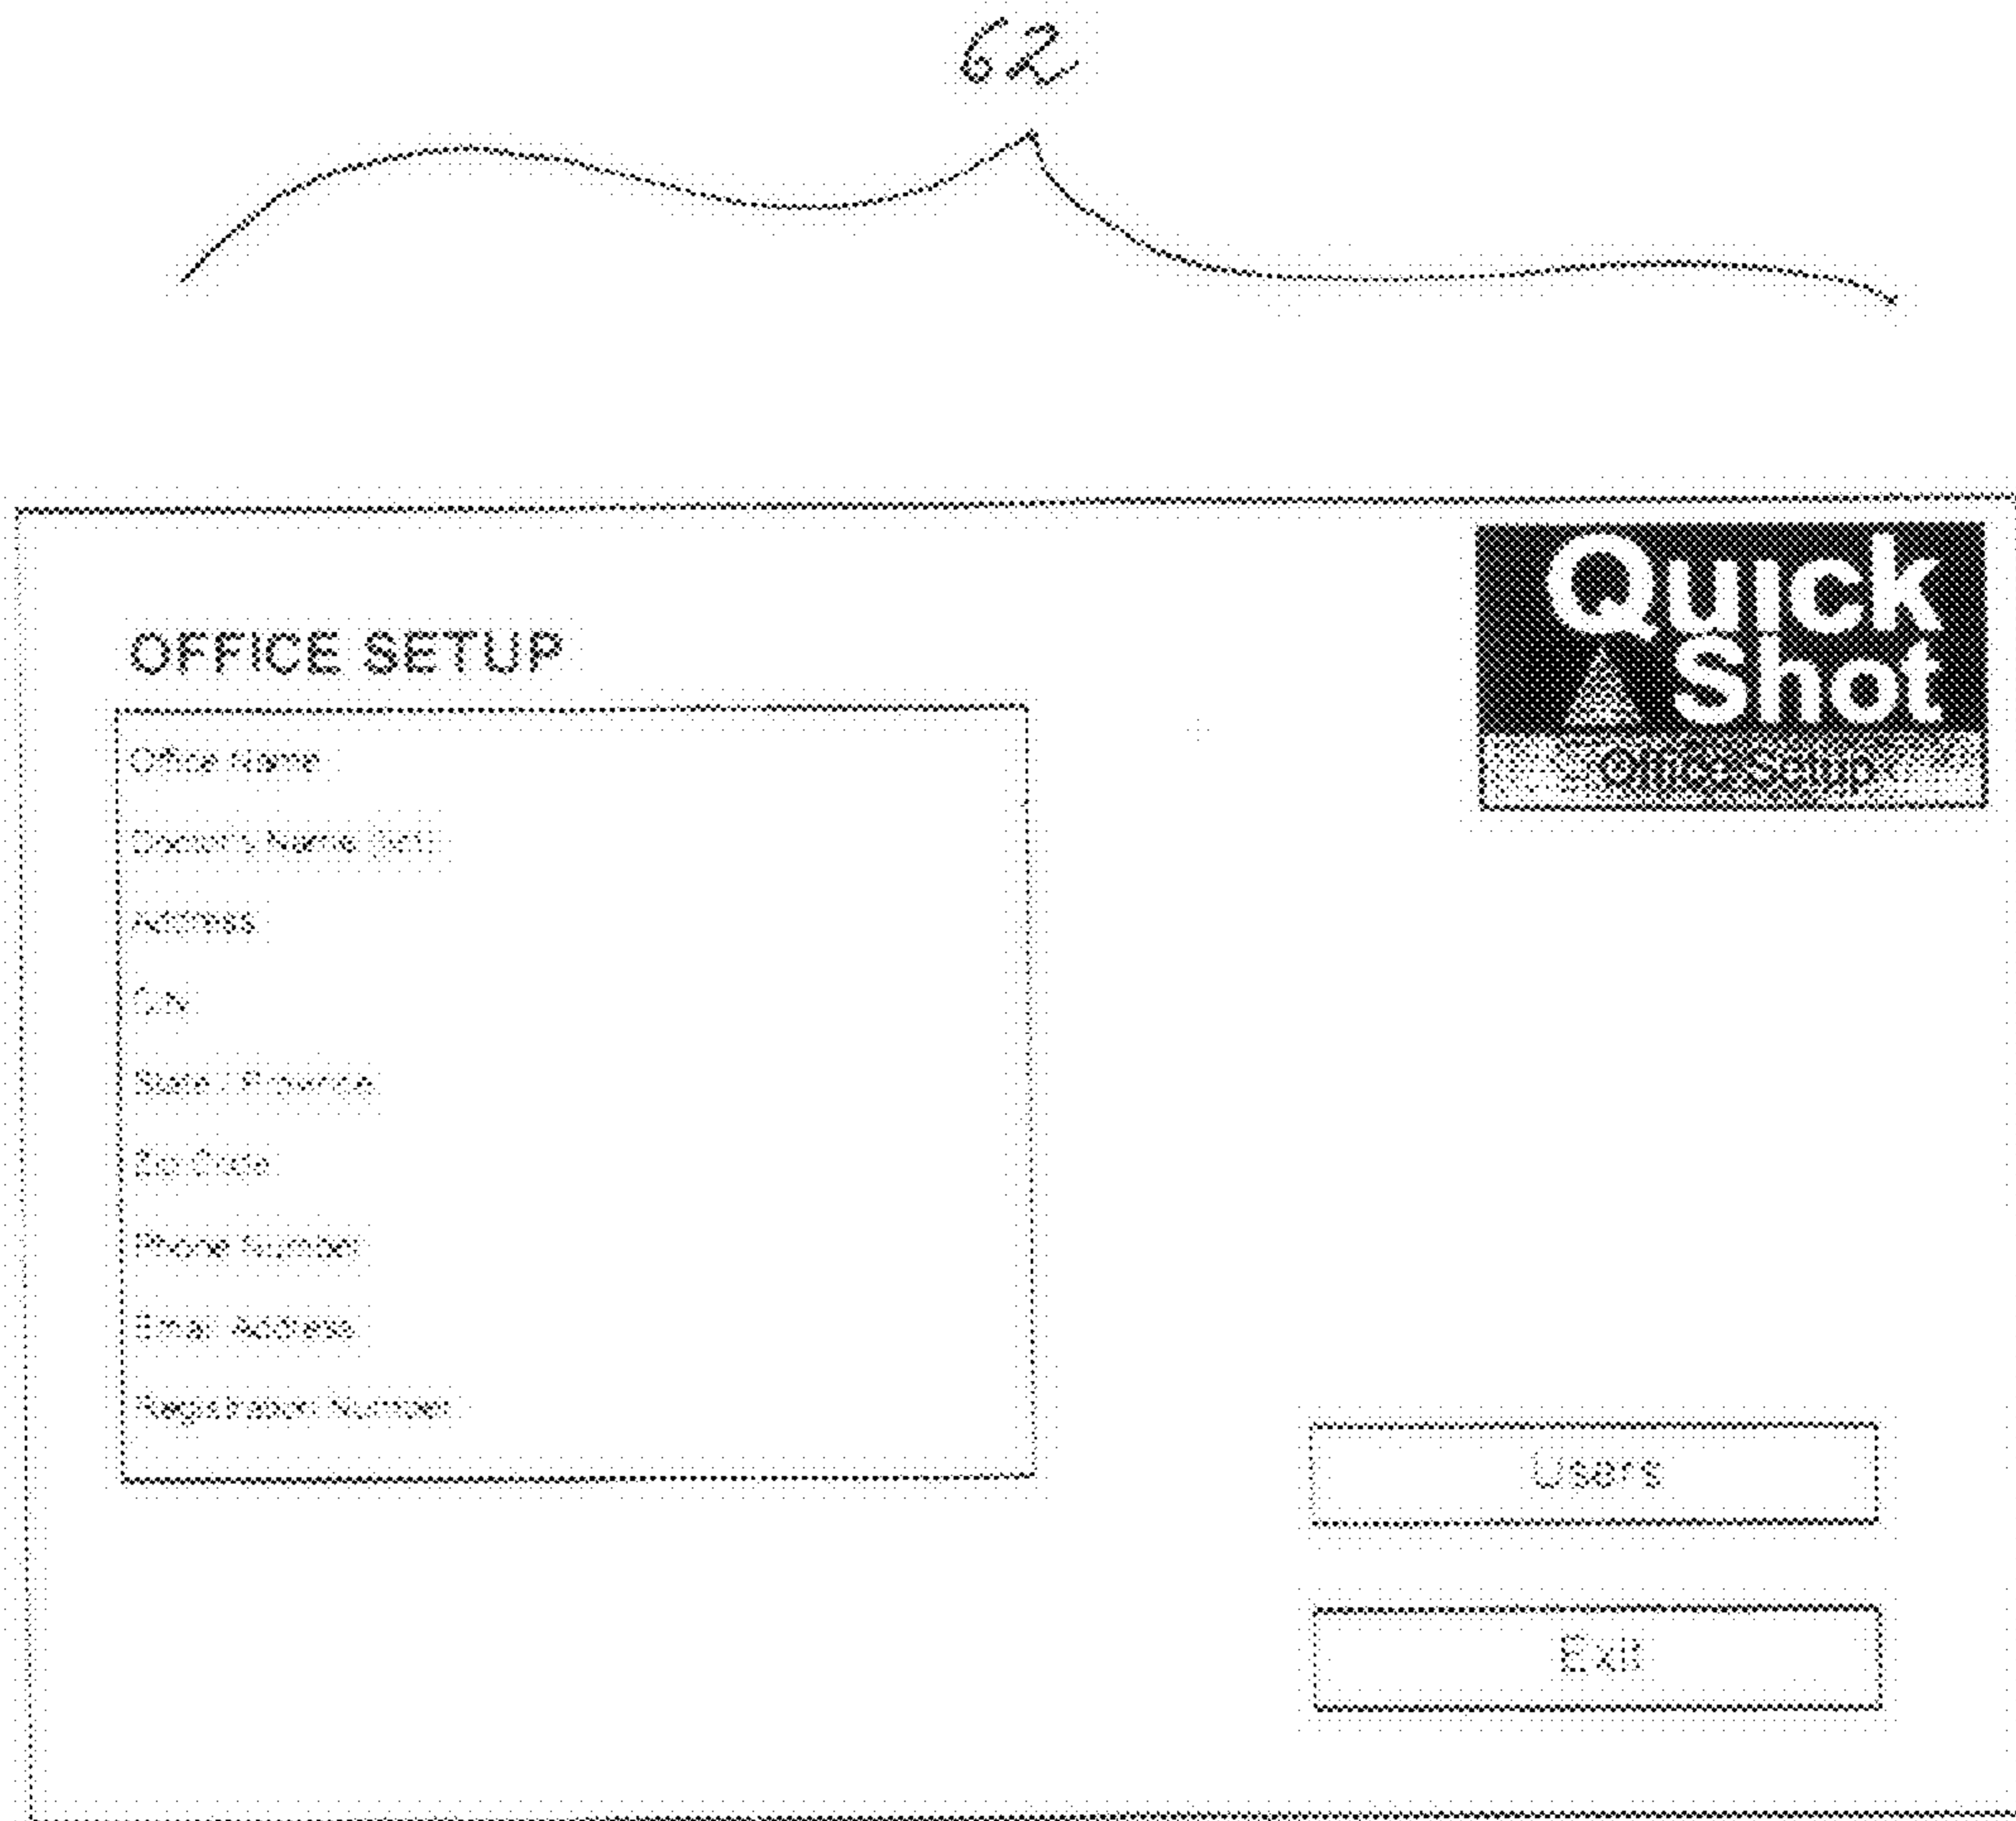 62
Quick
Shot
Office Setup
OFFICE SETUP
Office Name
Owner's Name
Address
City
State / Province
Zip Code
Phone Number
Email Address
Registration Number
Users
Exit